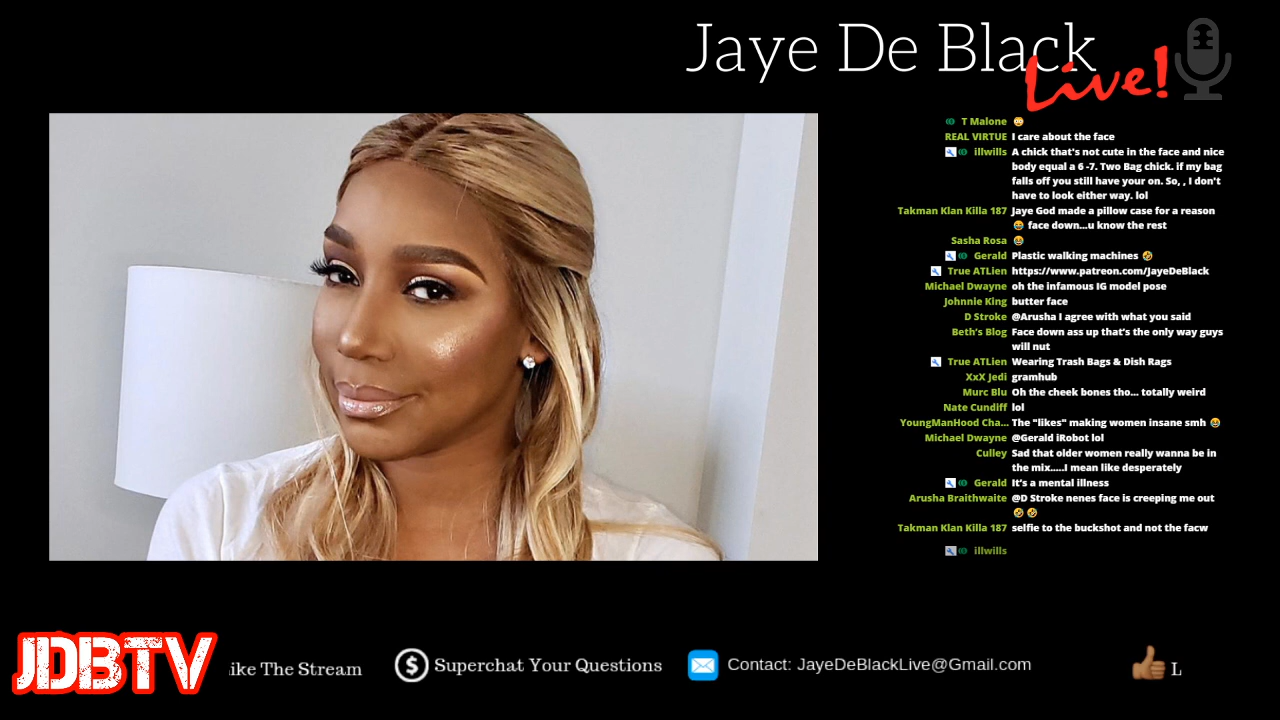 Jaye De Black
Live!
T Malone
REAL VIRTUE I care about the face
illwills A chick that's not cute in the face and nice
body equal a 6 -7. Two Bag chick. if my bag
falls off you still have your on. So, , I don't
have to look either way. lol
Takman Klan Killa 187 Jaye God made a pillow case for a reason
😂 face down...u know the rest
Sasha Rosa 😂
Gerald Plastic walking machines 🤣
True ATLien https://www.patreon.com/JayeDeBlack
Michael Dwayne oh the infamous IG model pose
Johnnie King butter face
D Stroke @Arusha I agree with what you said
Beth's Blog Face down ass up that's the only way guys
will nut
True ATLien Wearing Trash Bags & Dish Rags
XxX Jedi gramhub
Murc Blu Oh the cheek bones tho... totally weird
Nate Cundiff lol
YoungManHood Cha... The "likes" making women insane smh 😂
Michael Dwayne @Gerald iRobot lol
Culley Sad that older women really wanna be in
the mix.....I mean like desperately
Gerald It's a mental illness
Arusha Braithwaite @D Stroke nenes face is creeping me out
🤣 🤣
Takman Klan Killa 187 selfie to the buckshot and not the facw
illwills
JDBTV ike The Stream $ Superchat Your Questions Contact: JayeDeBlackLive@Gmail.com L